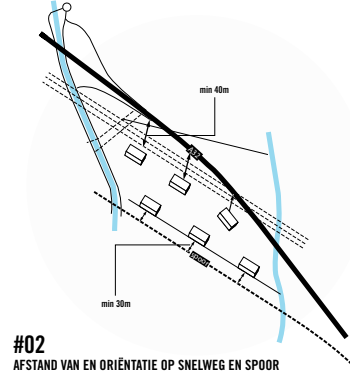 min 40m
A12
spoor
min 30m
#02
AFSTAND VAN EN ORIËNTATIE OP SNELWEG EN SPOOR